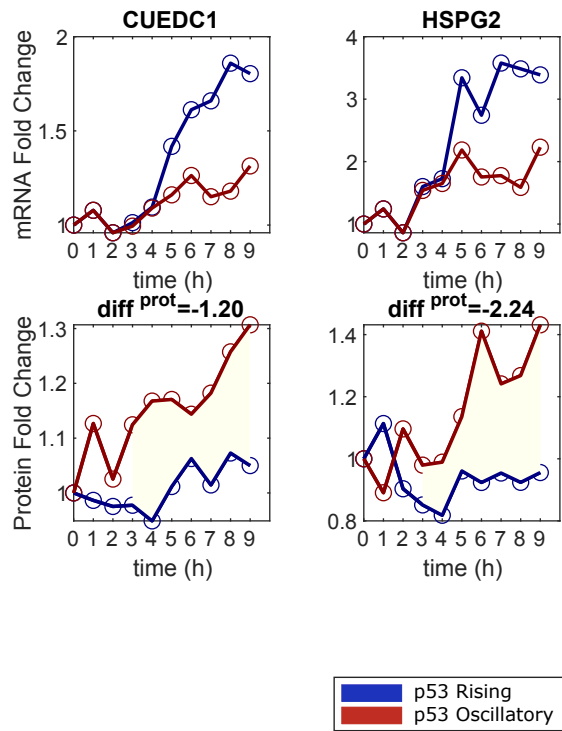 CUEDC1
HSPG2
mRNA Fold Change
2
1.5
1
0 1 2 3 4 5 6 7 8 9
time (h)
4
3
2
1
0 1 2 3 4 5 6 7 8 9
time (h)
diff prot=-1.20
diff prot=-2.24
Protein Fold Change
1.3
1.2
1.1
1
0 1 2 3 4 5 6 7 8 9
time (h)
1.4
1.2
1
0.8
0 1 2 3 4 5 6 7 8 9
time (h)
p53 Rising
p53 Oscillatory